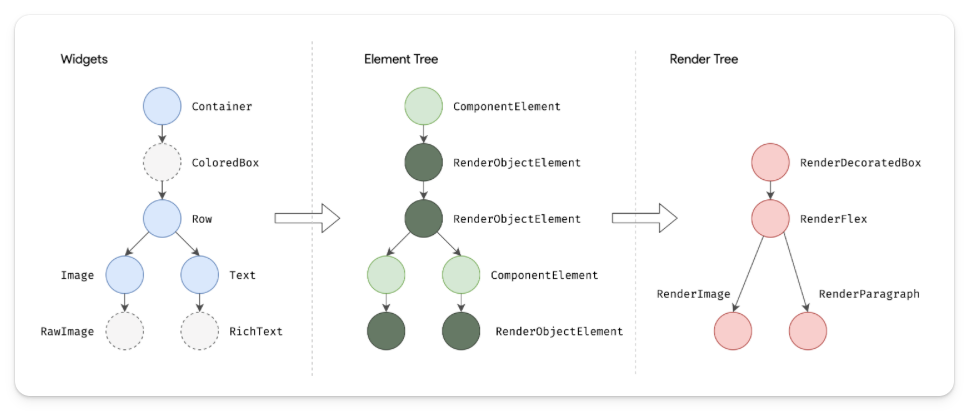 Widgets
Element Tree
Render Tree
Container
ComponentElement
ColoredBox
RenderObjectElement
RenderDecoratedBox
Row
RenderObjectElement
RenderFlex
Image
Text
ComponentElement
RenderImage
RenderParagraph
RawImage
RichText
RenderObjectElement